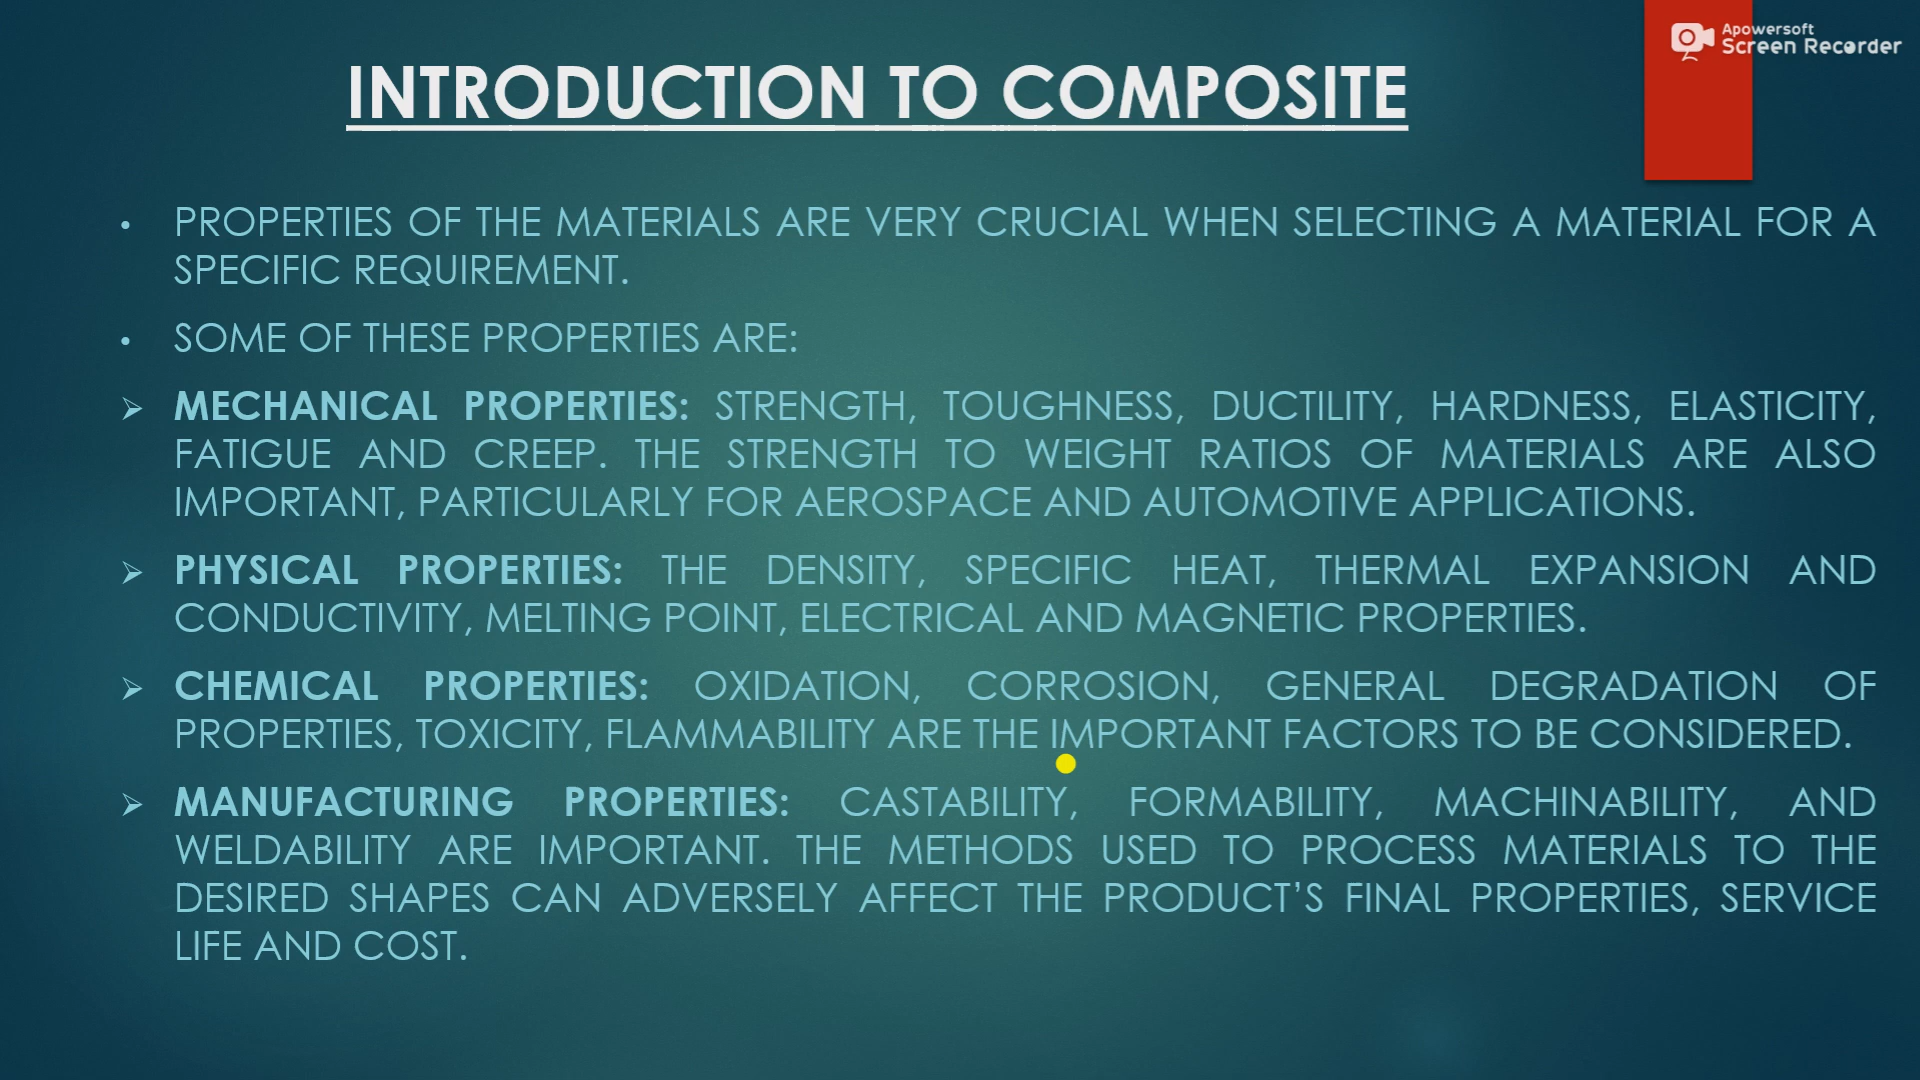 Apowersoft
Screen Recorder
INTRODUCTION TO COMPOSITE
• PROPERTIES OF THE MATERIALS ARE VERY CRUCIAL WHEN SELECTING A MATERIAL FOR A
SPECIFIC REQUIREMENT.
• SOME OF THESE PROPERTIES ARE:
➢ MECHANICAL PROPERTIES: STRENGTH, TOUGHNESS, DUCTILITY, HARDNESS, ELASTICITY,
FATIGUE AND CREEP. THE STRENGTH TO WEIGHT RATIOS OF MATERIALS ARE ALSO
IMPORTANT, PARTICULARLY FOR AEROSPACE AND AUTOMOTIVE APPLICATIONS.
➢ PHYSICAL PROPERTIES: THE DENSITY, SPECIFIC HEAT, THERMAL EXPANSION AND
CONDUCTIVITY, MELTING POINT, ELECTRICAL AND MAGNETIC PROPERTIES.
➢ CHEMICAL PROPERTIES: OXIDATION, CORROSION, GENERAL DEGRADATION OF
PROPERTIES, TOXICITY, FLAMMABILITY ARE THE IMPORTANT FACTORS TO BE CONSIDERED.
➢ MANUFACTURING PROPERTIES: CASTABILITY, FORMABILITY, MACHINABILITY, AND
WELDABILITY ARE IMPORTANT. THE METHODS USED TO PROCESS MATERIALS TO THE
DESIRED SHAPES CAN ADVERSELY AFFECT THE PRODUCT’S FINAL PROPERTIES, SERVICE
LIFE AND COST.